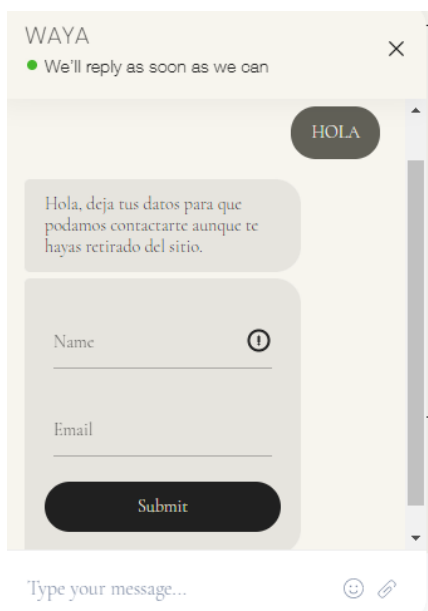 WAYA
We'll reply as soon as we can
HOLA
Hola, deja tus datos para que
podamos contactarte aunque te
hayas retirado del sitio.
Name
Email
Submit
Type your message...